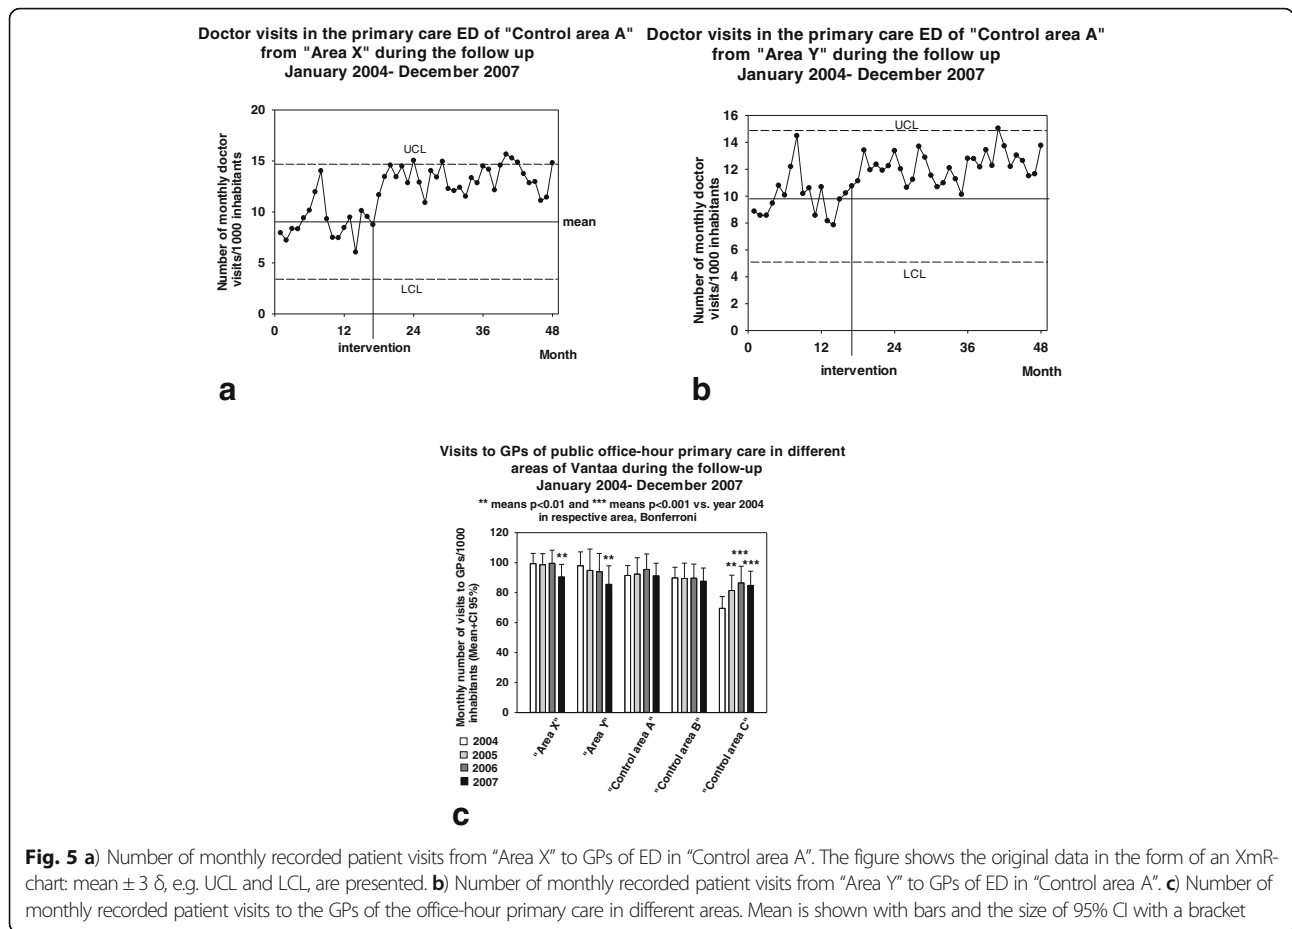 Doctor visits in the primary care ED of "Control area A"
from "Area X" during the follow up
January 2004- December 2007
Number of monthly doctor
visits/1000 inhabitants
20
15
10
5
0
UCL
mean
LCL
0
12
24
36
48
intervention
Month
a
Doctor visits in the primary care ED of "Control area A"
from "Area Y" during the follow up
January 2004- December 2007
Number of monthly doctor
visits/1000 inhabitants
16
14
12
10
8
6
4
2
0
UCL
LCL
0
12
24
36
48
intervention
Month
b
Visits to GPs of public office-hour primary care in different
areas of Vantaa during the follow-up
January 2004- December 2007
** means p<0.01 and *** means p<0.001 vs. year 2004
in respective area, Bonferroni
Monthly number of visits to GPs/1000
inhabitants (Mean+CI 95%)
120
100
80
60
40
20
0
**
**
**
***
***
"Area X"
"Area Y"
"Control area A"
"Control area B"
"Control area C"
2004
2005
2006
2007
c
Fig. 5 a) Number of monthly recorded patient visits from “Area X” to GPs of ED in “Control area A”. The figure shows the original data in the form of an XmR-
chart: mean ± 3 δ, e.g. UCL and LCL, are presented. b) Number of monthly recorded patient visits from “Area Y” to GPs of ED in “Control area A”. c) Number of
monthly recorded patient visits to the GPs of the office-hour primary care in different areas. Mean is shown with bars and the size of 95% CI with a bracket